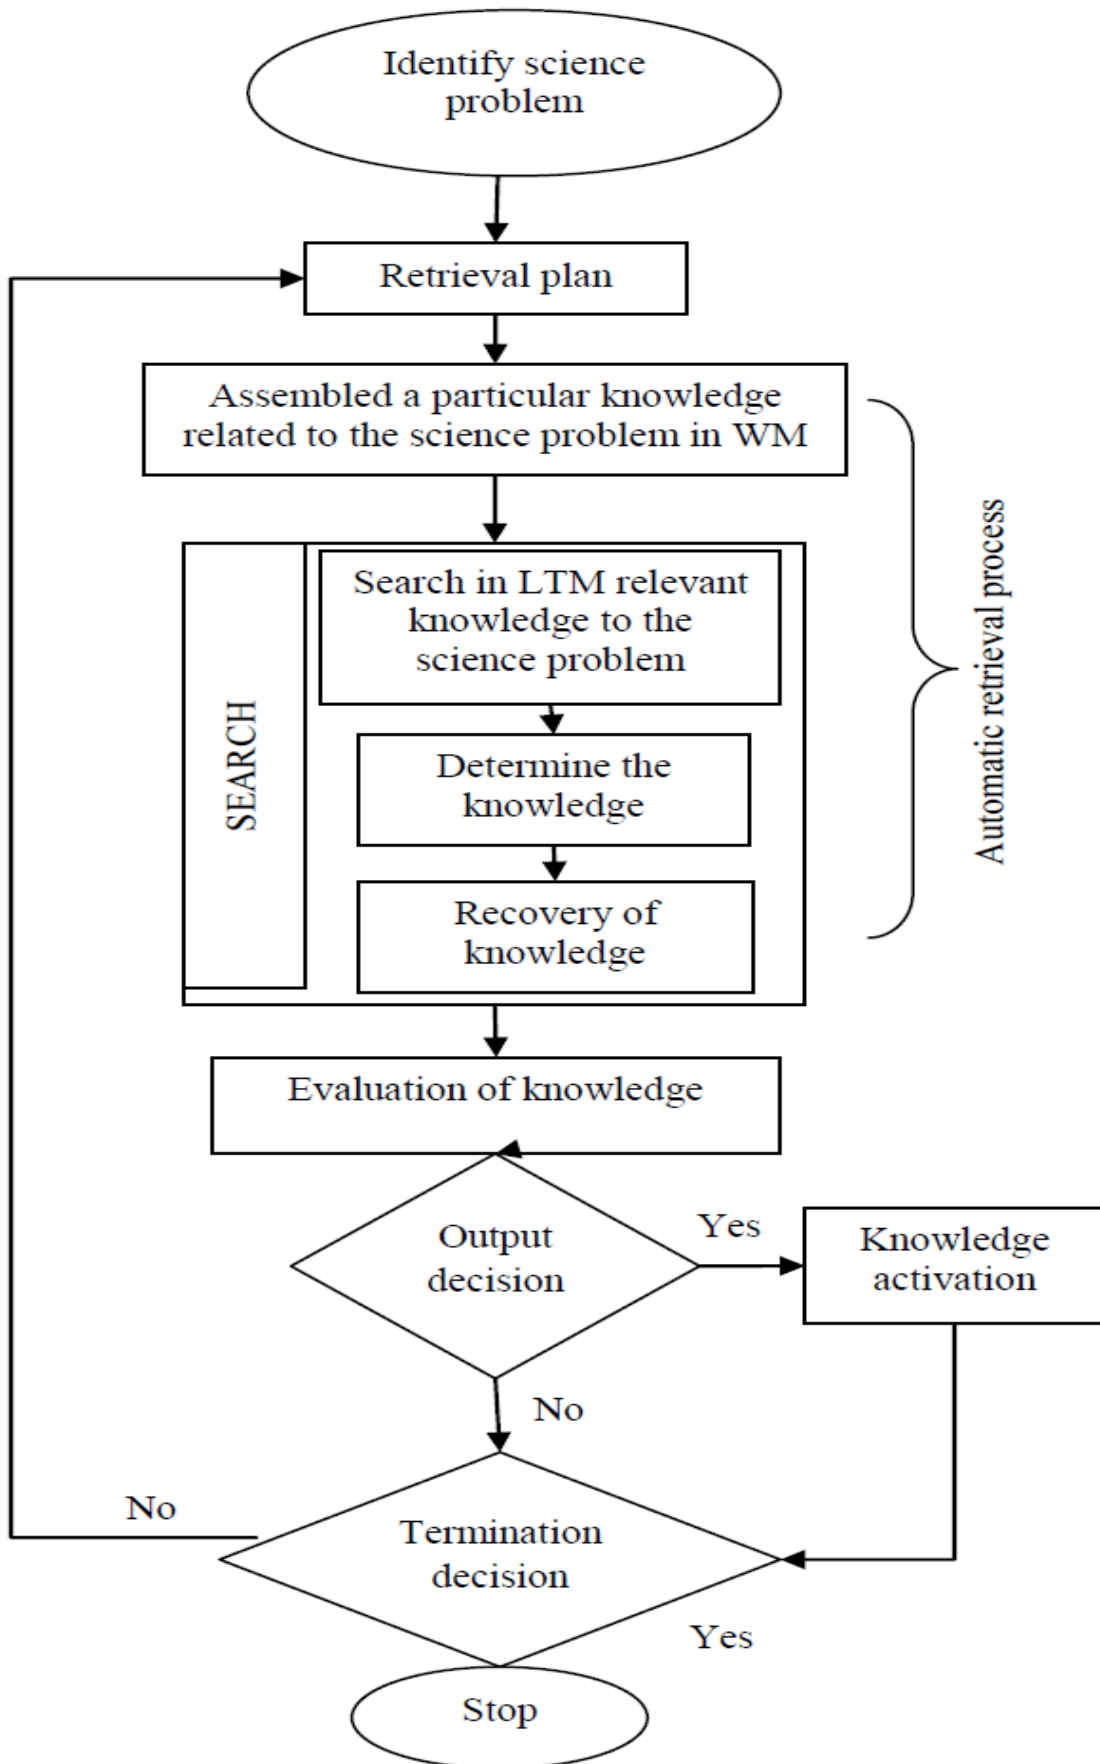 Identify science
problem
Retrieval plan
Assembled a particular knowledge
related to the science problem in WM
SEARCH
Search in LTM relevant
knowledge to the
science problem
Determine the
knowledge
Recovery of
knowledge
Automatic retrieval process
Evaluation of knowledge
Output
decision
Yes
Knowledge
activation
No
No
Termination
decision
Yes
Stop